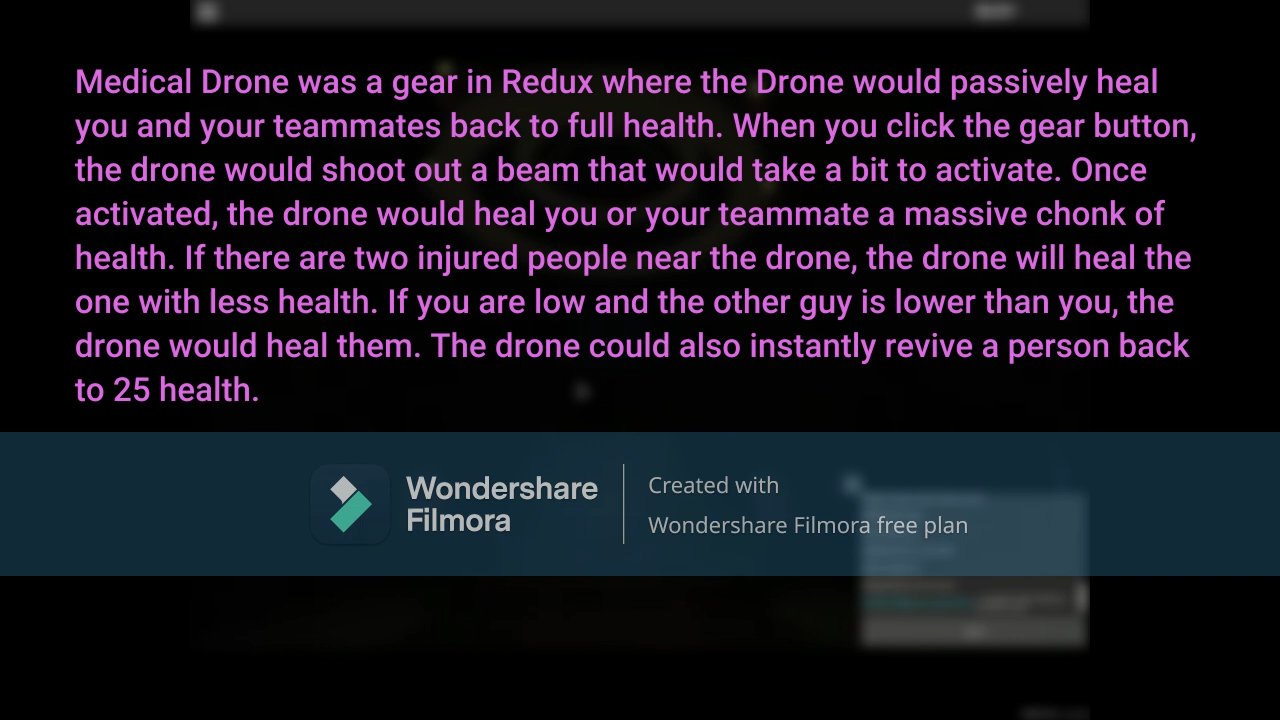 Medical Drone was a gear in Redux where the Drone would passively heal
you and your teammates back to full health. When you click the gear button,
the drone would shoot out a beam that would take a bit to activate. Once
activated, the drone would heal you or your teammate a massive chonk of
health. If there are two injured people near the drone, the drone will heal the
one with less health. If you are low and the other guy is lower than you, the
drone would heal them. The drone could also instantly revive a person back
to 25 health.
Wondershare
Filmora
Created with
Wondershare Filmora free plan